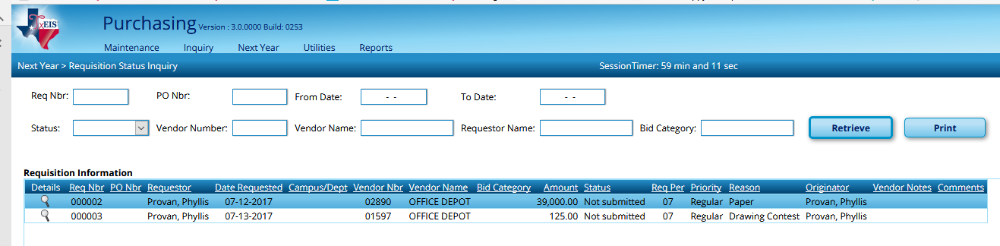 TxEIS
Purchasing Version : 3.0.0000 Build: 0253
Maintenance Inquiry Next Year Utilities Reports
Next Year > Requisition Status Inquiry SessionTimer: 59 min and 11 sec
Req Nbr: PO Nbr: From Date: - - To Date: - -
Status: Vendor Number: Vendor Name: Requestor Name: Bid Category: Retrieve Print
Requisition Information
Details Req Nbr PO Nbr Requestor Date Requested Campus/Dept Vendor Nbr Vendor Name Bid Category Amount Status Req Per Priority Reason Originator Vendor Notes Comments
000002 Provan, Phyllis 07-12-2017 02890 OFFICE DEPOT 39,000.00 Not submitted 07 Regular Paper Provan, Phyllis
000003 Provan, Phyllis 07-13-2017 01597 OFFICE DEPOT 125.00 Not submitted 07 Regular Drawing Contest Provan, Phyllis